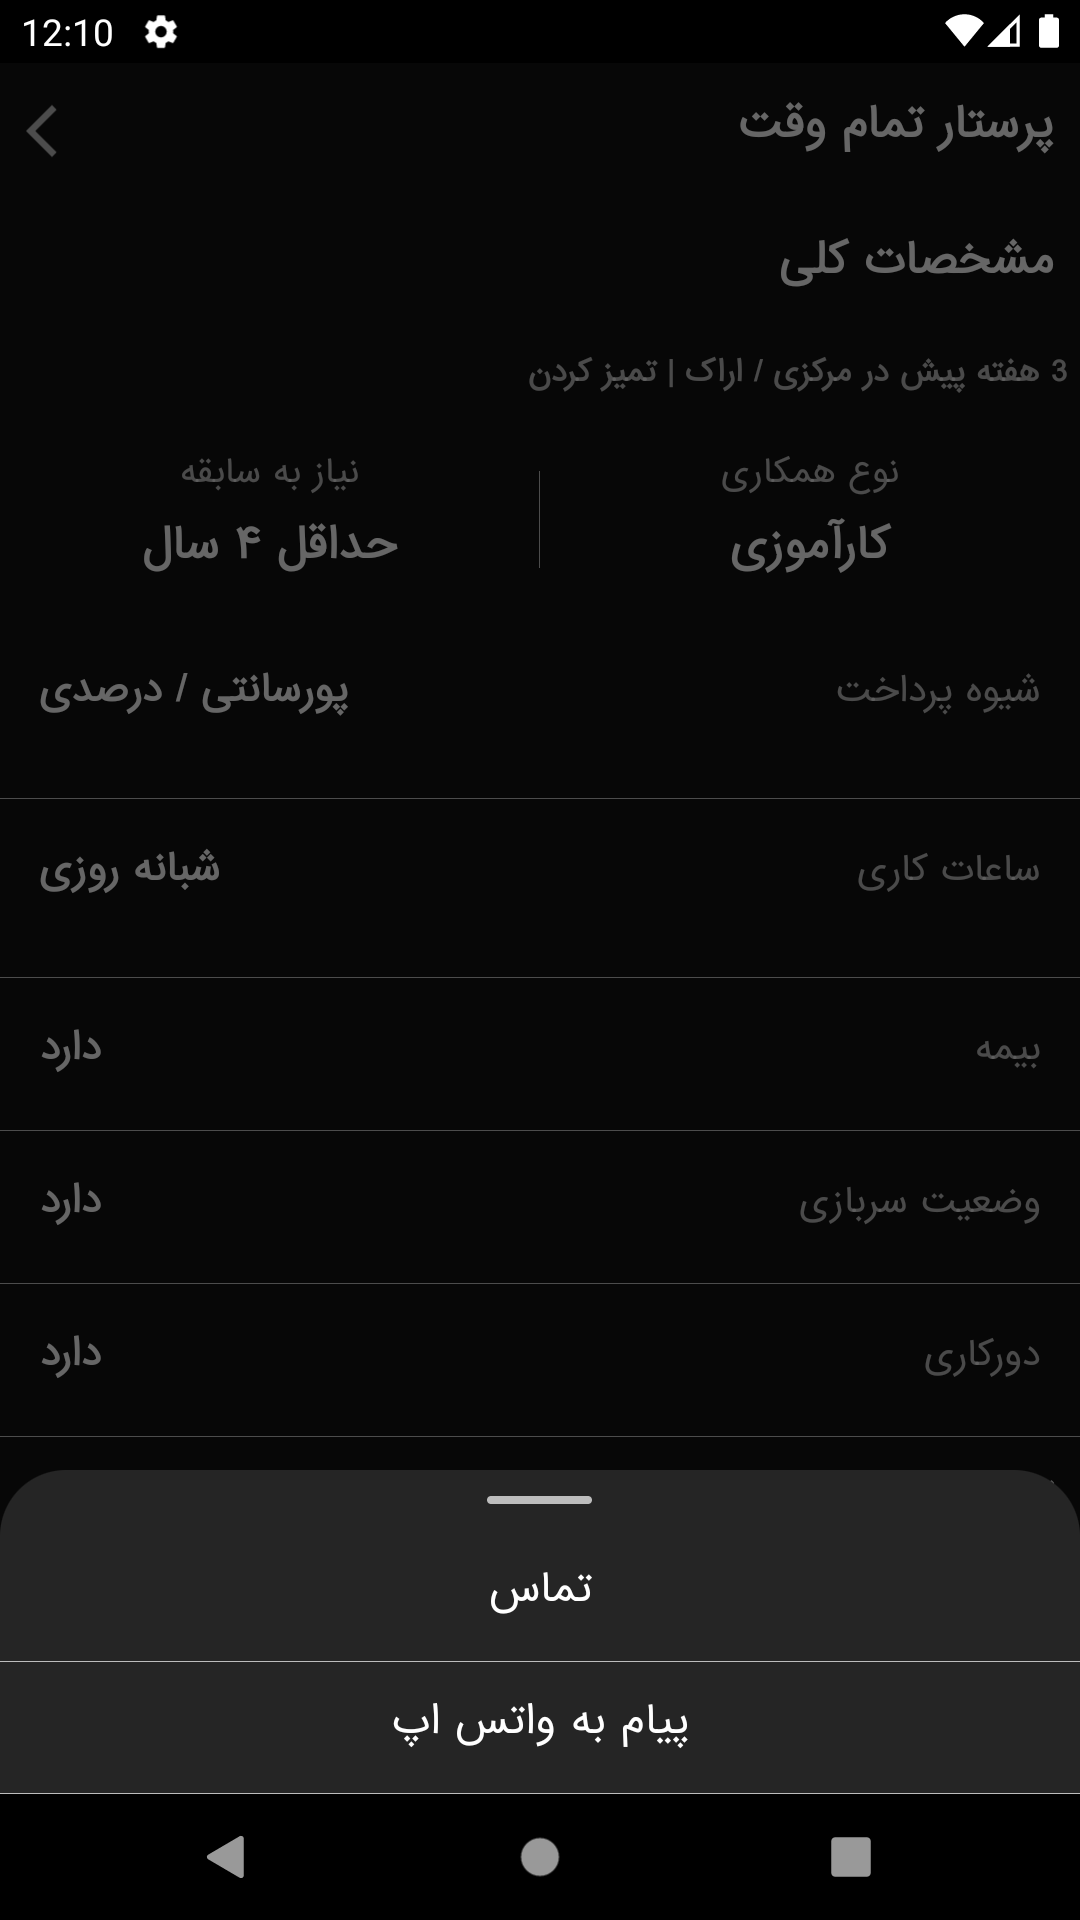 12:10
پرستار تمام وقت
مشخصات کلی
3 هفته پیش در مرکزی / اراک | تمیز کردن
نوع همکاری
نیاز به سابقه
کارآموزی
حداقل ۴ سال
شیوه پرداخت
پورسانتی / درصدی
ساعات کاری
شبانه روزی
بیمه
دارد
وضعیت سربازی
دارد
دورکاری
دارد
تماس
پیام به واتس اپ